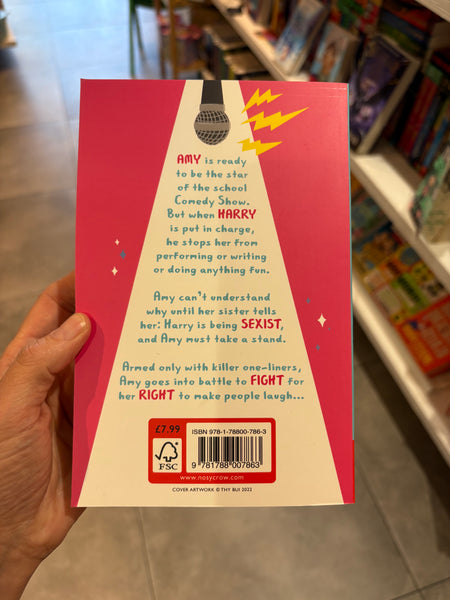 AMY is ready
to be the star
of the school
Comedy Show.
But when HARRY
is put in charge,
he stops her from
performing or writing
or doing anything fun.
Amy can't understand
why until her sister tells
her: Harry is being SEXIST,
and Amy must take a stand.
Armed only with killer one-liners,
Amy goes into battle to FIGHT for
her RIGHT to make people laugh...
£7.99
FSC
ISBN 978-1-78800-786-3
9 781788 007863
www.nosycrow.com
COVER ARTWORK © THY BUI 2022